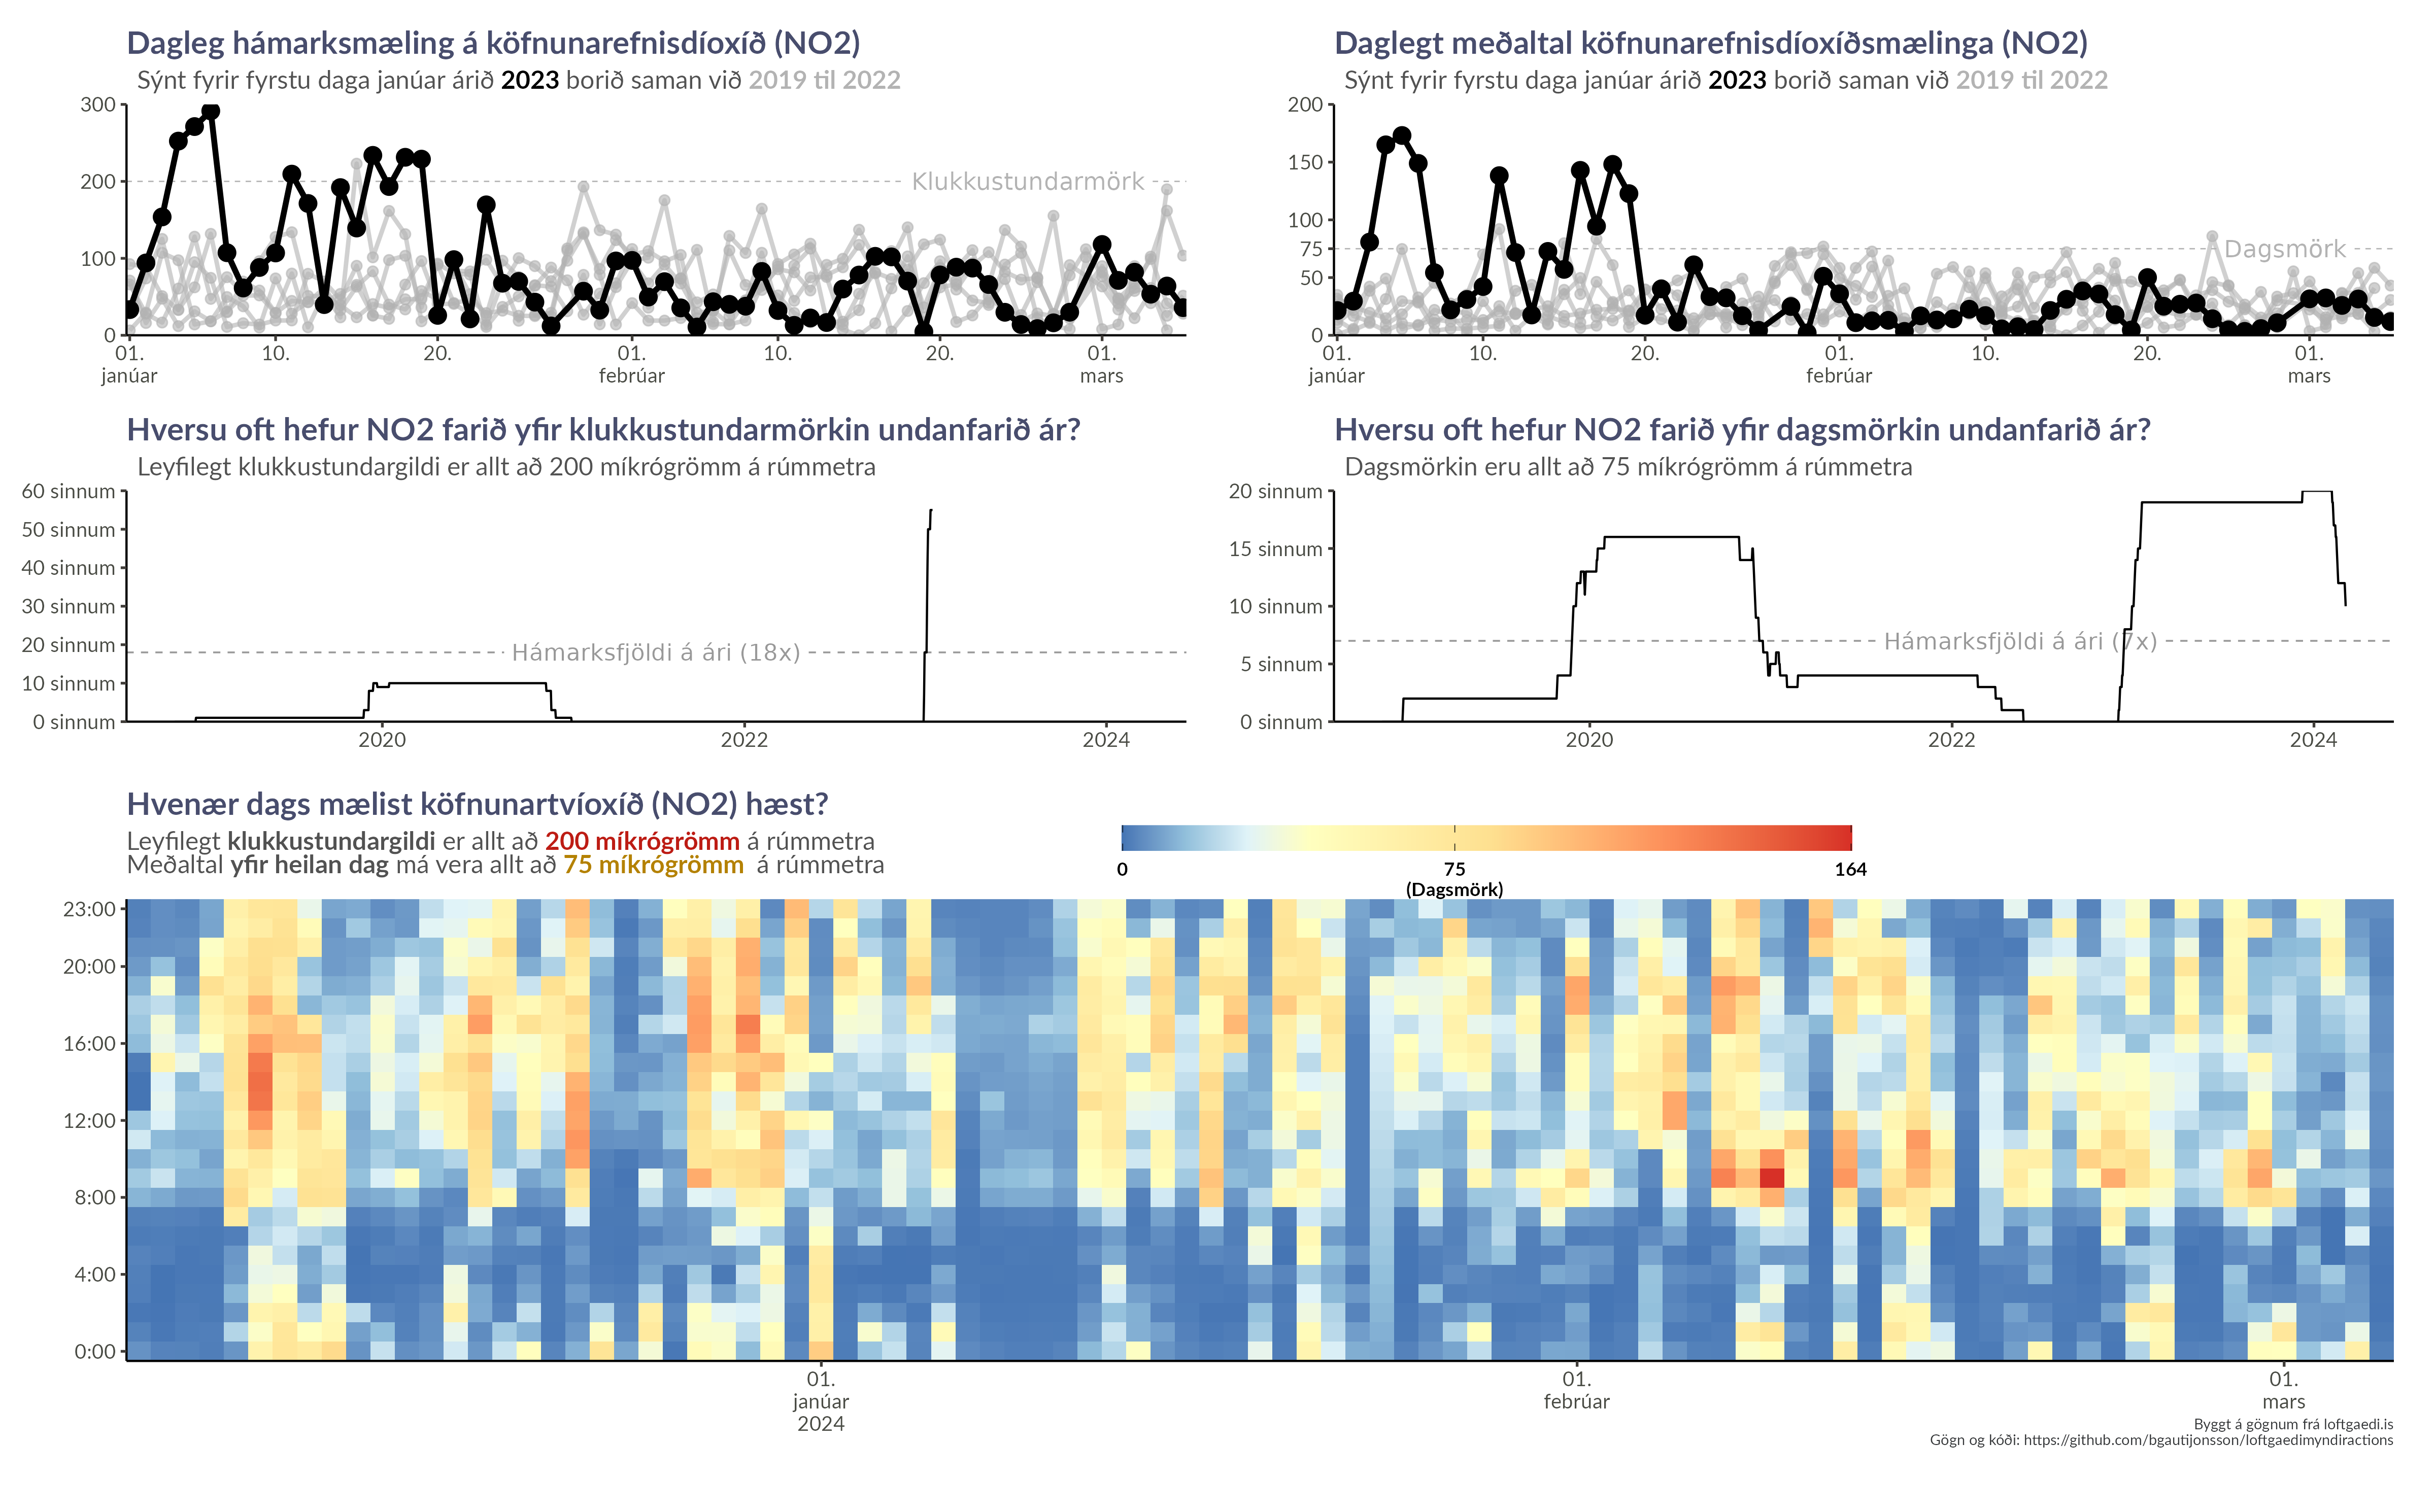 Dagleg hámarksmæling á köfnunarefnisdíoxíð (NO2)
Sýnt fyrir fyrstu daga janúar árið 2023 borið saman við 2019 til 2022
300
200
100
0
Klukkustundarmörk
01.
janúar
10.
20.
01.
febrúar
10.
20.
01.
mars
Daglegt meðaltal köfnunarefnisdíoxíðsmælinga (NO2)
Sýnt fyrir fyrstu daga janúar árið 2023 borið saman við 2019 til 2022
200
150
100
75
50
0
Dagsmörk
01.
janúar
10.
20.
01.
febrúar
10.
20.
01.
mars
Hversu oft hefur NO2 farið yfir klukkustundarmörkin undanfarið ár?
Leyfilegt klukkustundargildi er allt að 200 míkrógrömm á rúmmetra
60 sinnum
50 sinnum
40 sinnum
30 sinnum
20 sinnum
10 sinnum
0 sinnum
Hámarksfjöldi á ári (18x)
2020
2022
2024
Hversu oft hefur NO2 farið yfir dagsmörkin undanfarið ár?
Dagsmörkin eru allt að 75 míkrógrömm á rúmmetra
20 sinnum
15 sinnum
10 sinnum
5 sinnum
0 sinnum
Hámarksfjöldi á ári (7x)
2020
2022
2024
Hvenær dags mælist köfnunartvíoxíð (NO2) hæst?
Leyfilegt klukkustundargildi er allt að 200 míkrógrömm á rúmmetra
Meðaltal yfir heilan dag má vera allt að 75 míkrógrömm á rúmmetra
0
75
(Dagsmörk)
164
23:00
20:00
16:00
12:00
8:00
4:00
0:00
01.
janúar
2024
01.
febrúar
01.
mars
Byggt á gögnum frá loftgaedi.is
Gögn og kóði: https://github.com/bgautijonsson/loftgaedimyndiractions